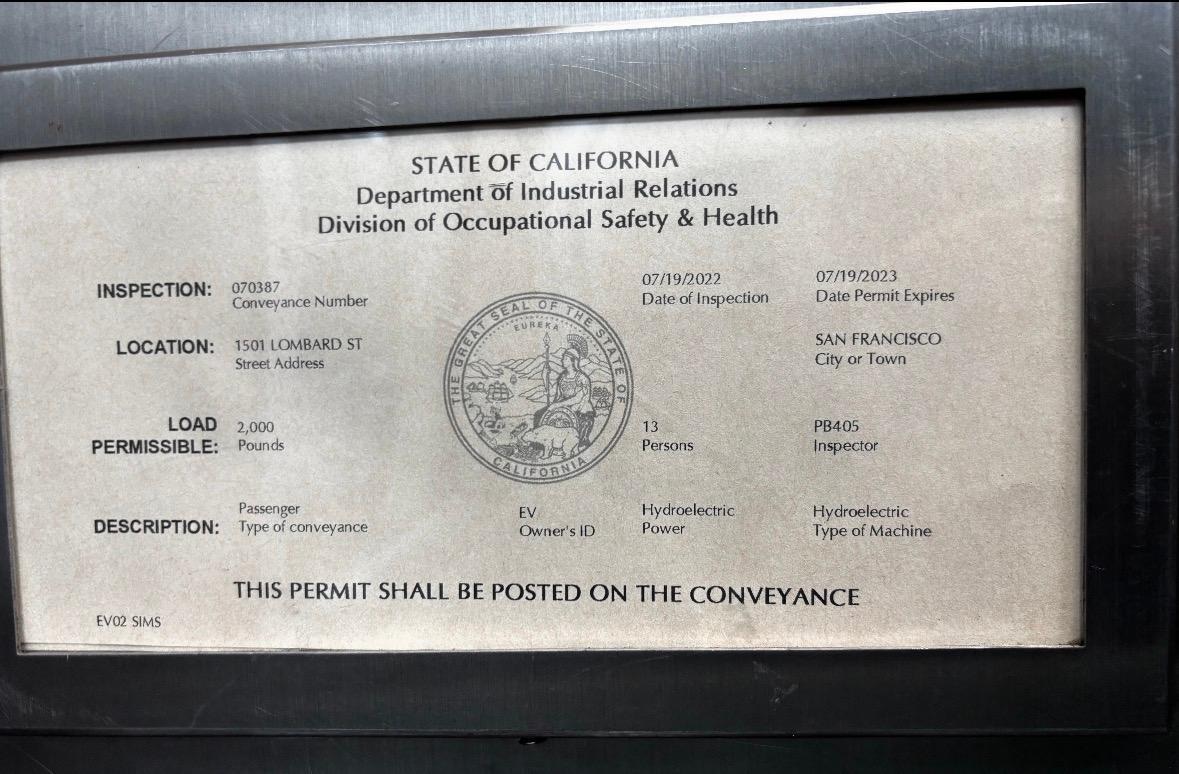 STATE OF CALIFORNIA
Department of Industrial Relations
Division of Occupational Safety & Health
INSPECTION:
070387
Conveyance Number
07/19/2022
Date of Inspection
07/19/2023
Date Permit Expires
LOCATION:
1501 LOMBARD ST
Street Address
SAN FRANCISCO
City or Town
THE GREAT SEAL OF THE STATE OF CALIFORNIA
EUREKA
LOAD PERMISSIBLE:
2,000
Pounds
13
Persons
PB405
Inspector
DESCRIPTION:
Passenger
Type of conveyance
EV
Owner's ID
Hydroelectric
Power
Hydroelectric
Type of Machine
THIS PERMIT SHALL BE POSTED ON THE CONVEYANCE
EV02 SIMS